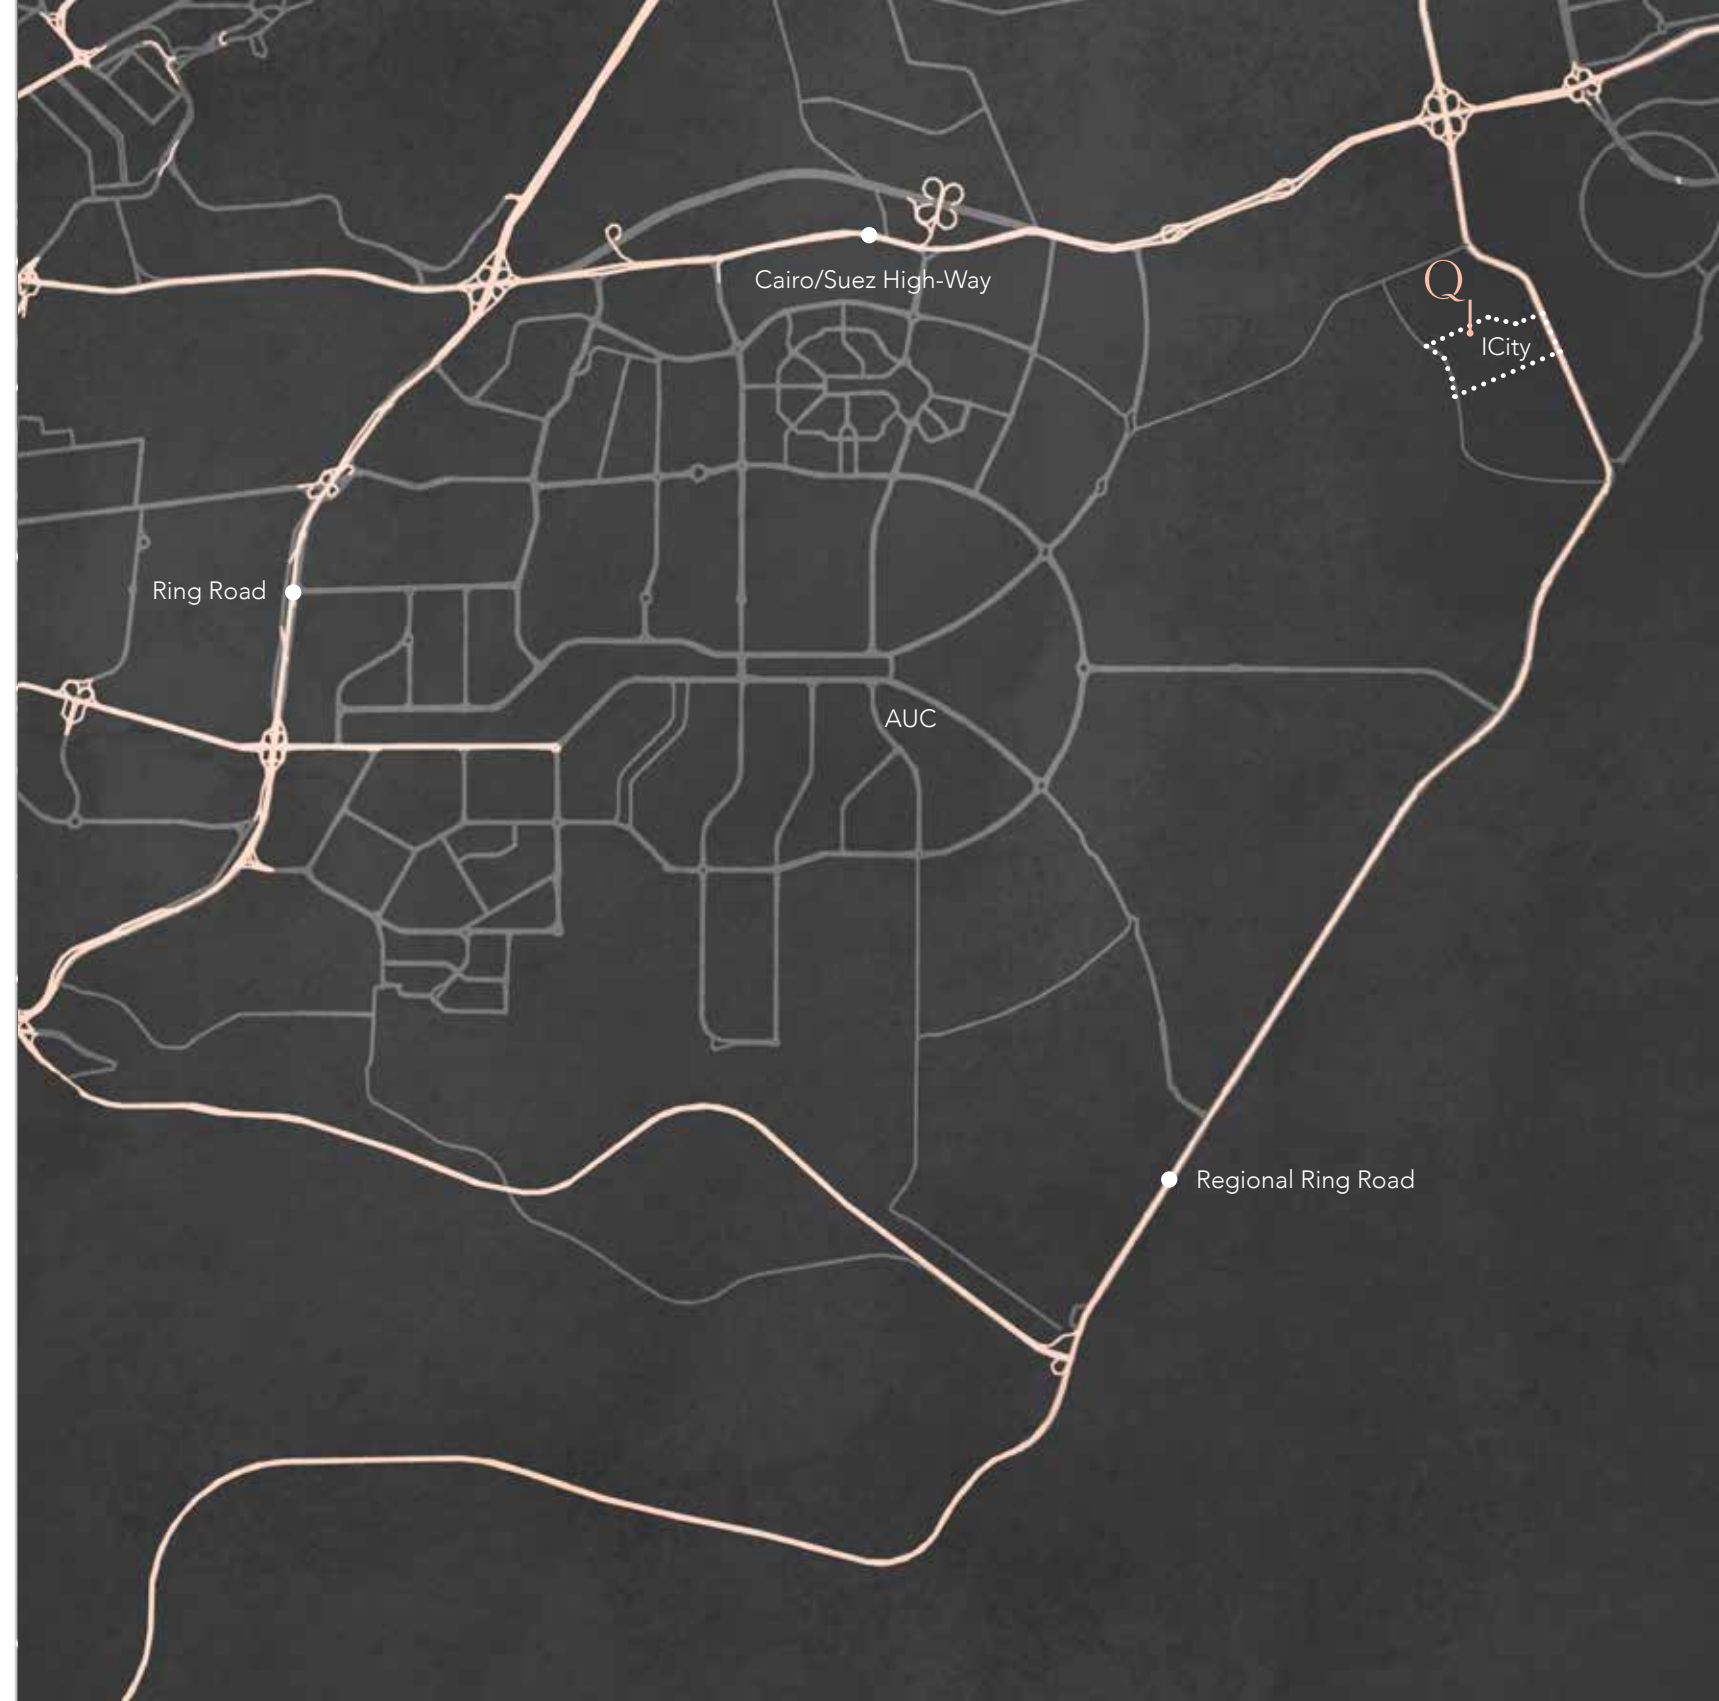 Cairo/Suez High-Way
Q
ICity
Ring Road
AUC
Regional Ring Road